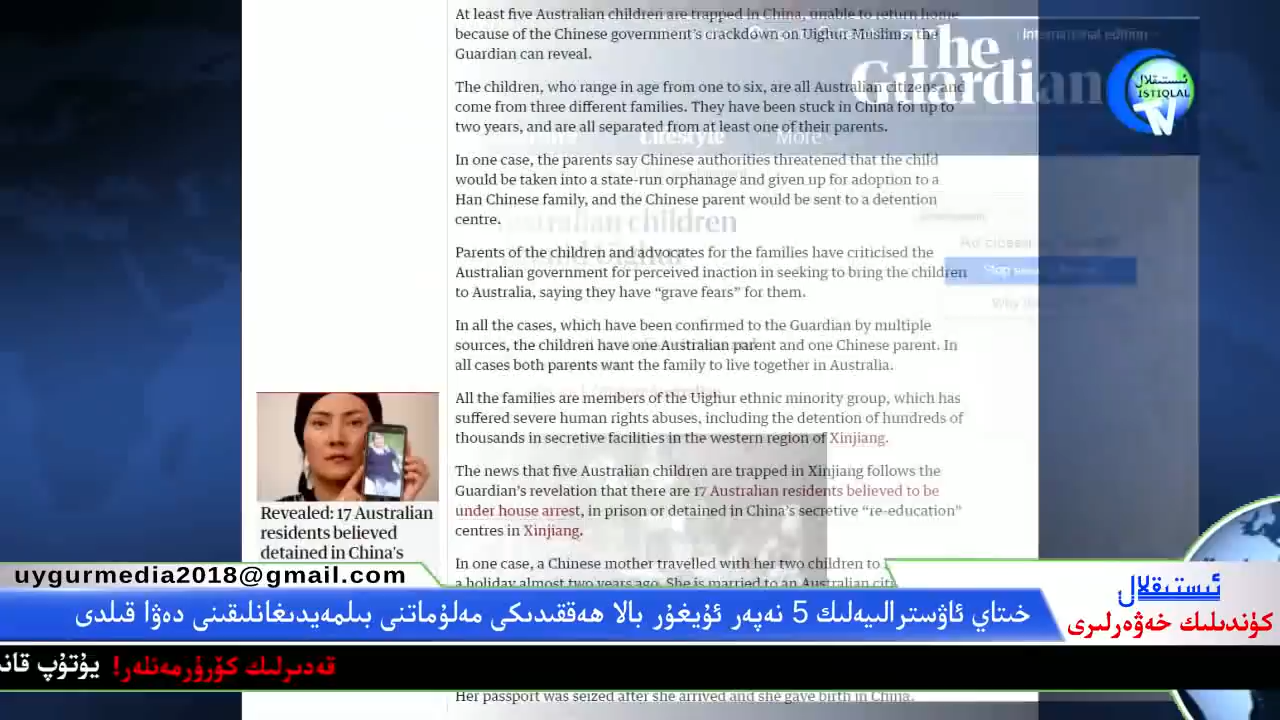 At least five Australian children are trapped in China, unable to return home
because of the Chinese government's crackdown on Uighur Muslims, the
Guardian can reveal.
The
Guardian
International edition
ئىستىقلال
ISTIQLAL
TV
The children, who range in age from one to six, are all Australian citizens and
come from three different families. They have been stuck in China for up to
two years, and are all separated from at least one of their parents.
Lifestyle
More
In one case, the parents say Chinese authorities threatened that the child
would be taken into a state-run orphanage and given up for adoption to a
Han Chinese family, and the Chinese parent would be sent to a detention
centre.
children
Parents of the children and advocates for the families have criticised the
Australian government for perceived inaction in seeking to bring the children
to Australia, saying they have “grave fears” for them.
Stop
In all the cases, which have been confirmed to the Guardian by multiple
sources, the children have one Australian parent and one Chinese parent. In
all cases both parents want the family to live together in Australia.
All the families are members of the Uighur ethnic minority group, which has
suffered severe human rights abuses, including the detention of hundreds of
thousands in secretive facilities in the western region of Xinjiang.
The news that five Australian children are trapped in Xinjiang follows the
Guardian's revelation that there are 17 Australian residents believed to be
under house arrest, in prison or detained in China's secretive “re-education”
centres in Xinjiang.
Revealed: 17 Australian
residents believed
detained in China's
In one case, a Chinese mother travelled with her two children to
a holiday almost two years ago. She is married to an Australian
uygurmedia2018@gmail.com
خىتاي ئاۋسترالىيەلىك 5 نەپەر ئۇيغۇر بالا ھەققىدىكى مەلۇماتنى بىلمەيدىغانلىقىنى دەۋا قىلدى
ئىستىقلال
كۈندىلىك خەۋەرلىرى
قەدىرلىك كۆرۈرمەنلەر! يۇتۇپ
Her passport was seized after she arrived and she gave birth in China.